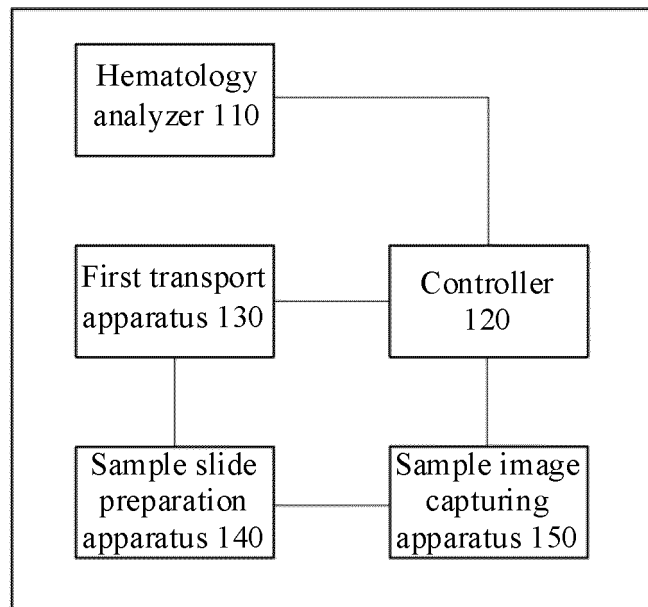 Hematology
analyzer 110
First transport
apparatus 130
Controller
120
Sample slide
preparation
apparatus 140
Sample image
capturing
apparatus 150